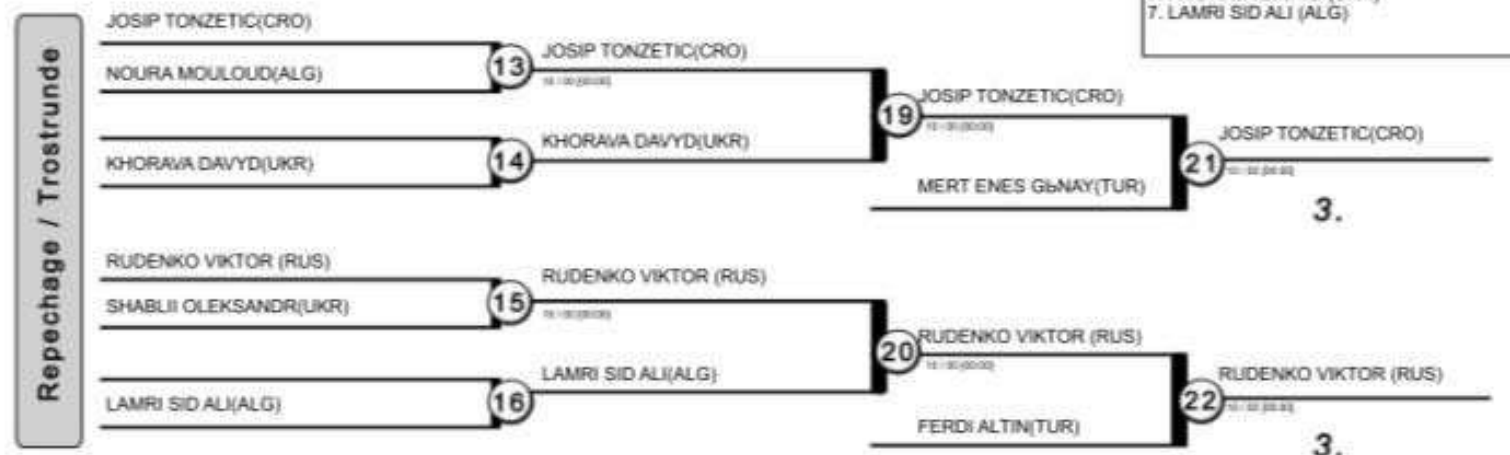 7. LAMRI SID ALI (ALG)
Repechage / Trostrunde
JOSIP TONZETIC(CRO)
NOURA MOULOUD(ALG)
13
JOSIP TONZETIC(CRO)
KHORAVA DAVYD(UKR)
14
KHORAVA DAVYD(UKR)
19
JOSIP TONZETIC(CRO)
MERT ENES GЬNAY(TUR)
21
JOSIP TONZETIC(CRO)
3.
RUDENKO VIKTOR (RUS)
SHABLII OLEKSANDR(UKR)
15
RUDENKO VIKTOR (RUS)
LAMRI SID ALI(ALG)
16
LAMRI SID ALI(ALG)
20
RUDENKO VIKTOR (RUS)
FERDI ALTIN(TUR)
22
RUDENKO VIKTOR (RUS)
3.